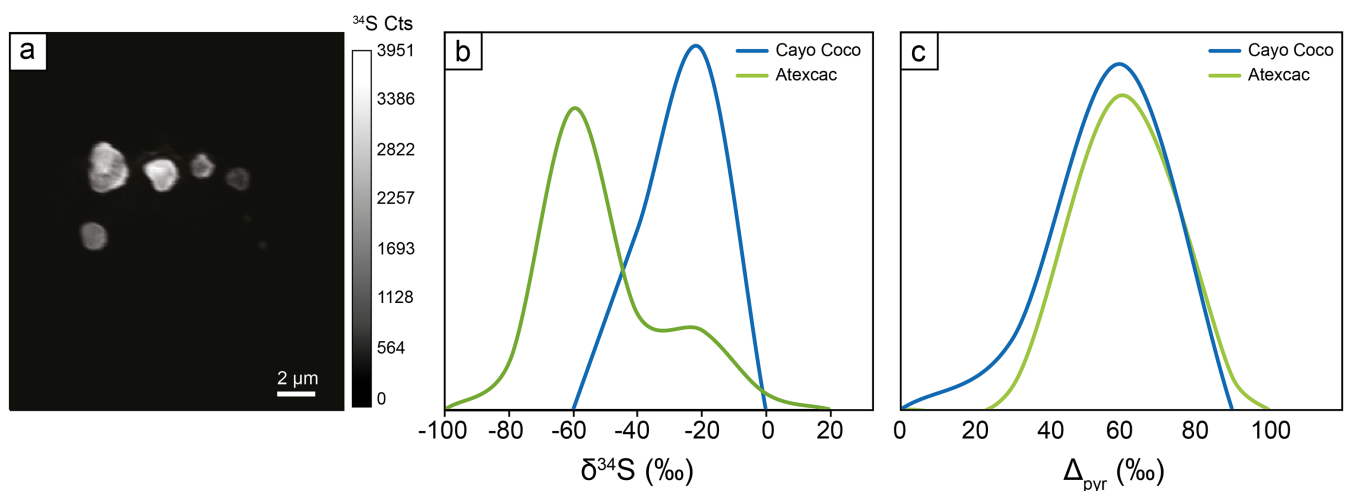 a
³⁴S Cts
3951
3386
2822
2257
1693
1128
564
0
2 μm
b
Cayo Coco
Atexcac
-100 -80 -60 -40 -20 0 20
δ³⁴S (‰)
c
Cayo Coco
Atexcac
0 20 40 60 80 100
Δpyr (‰)